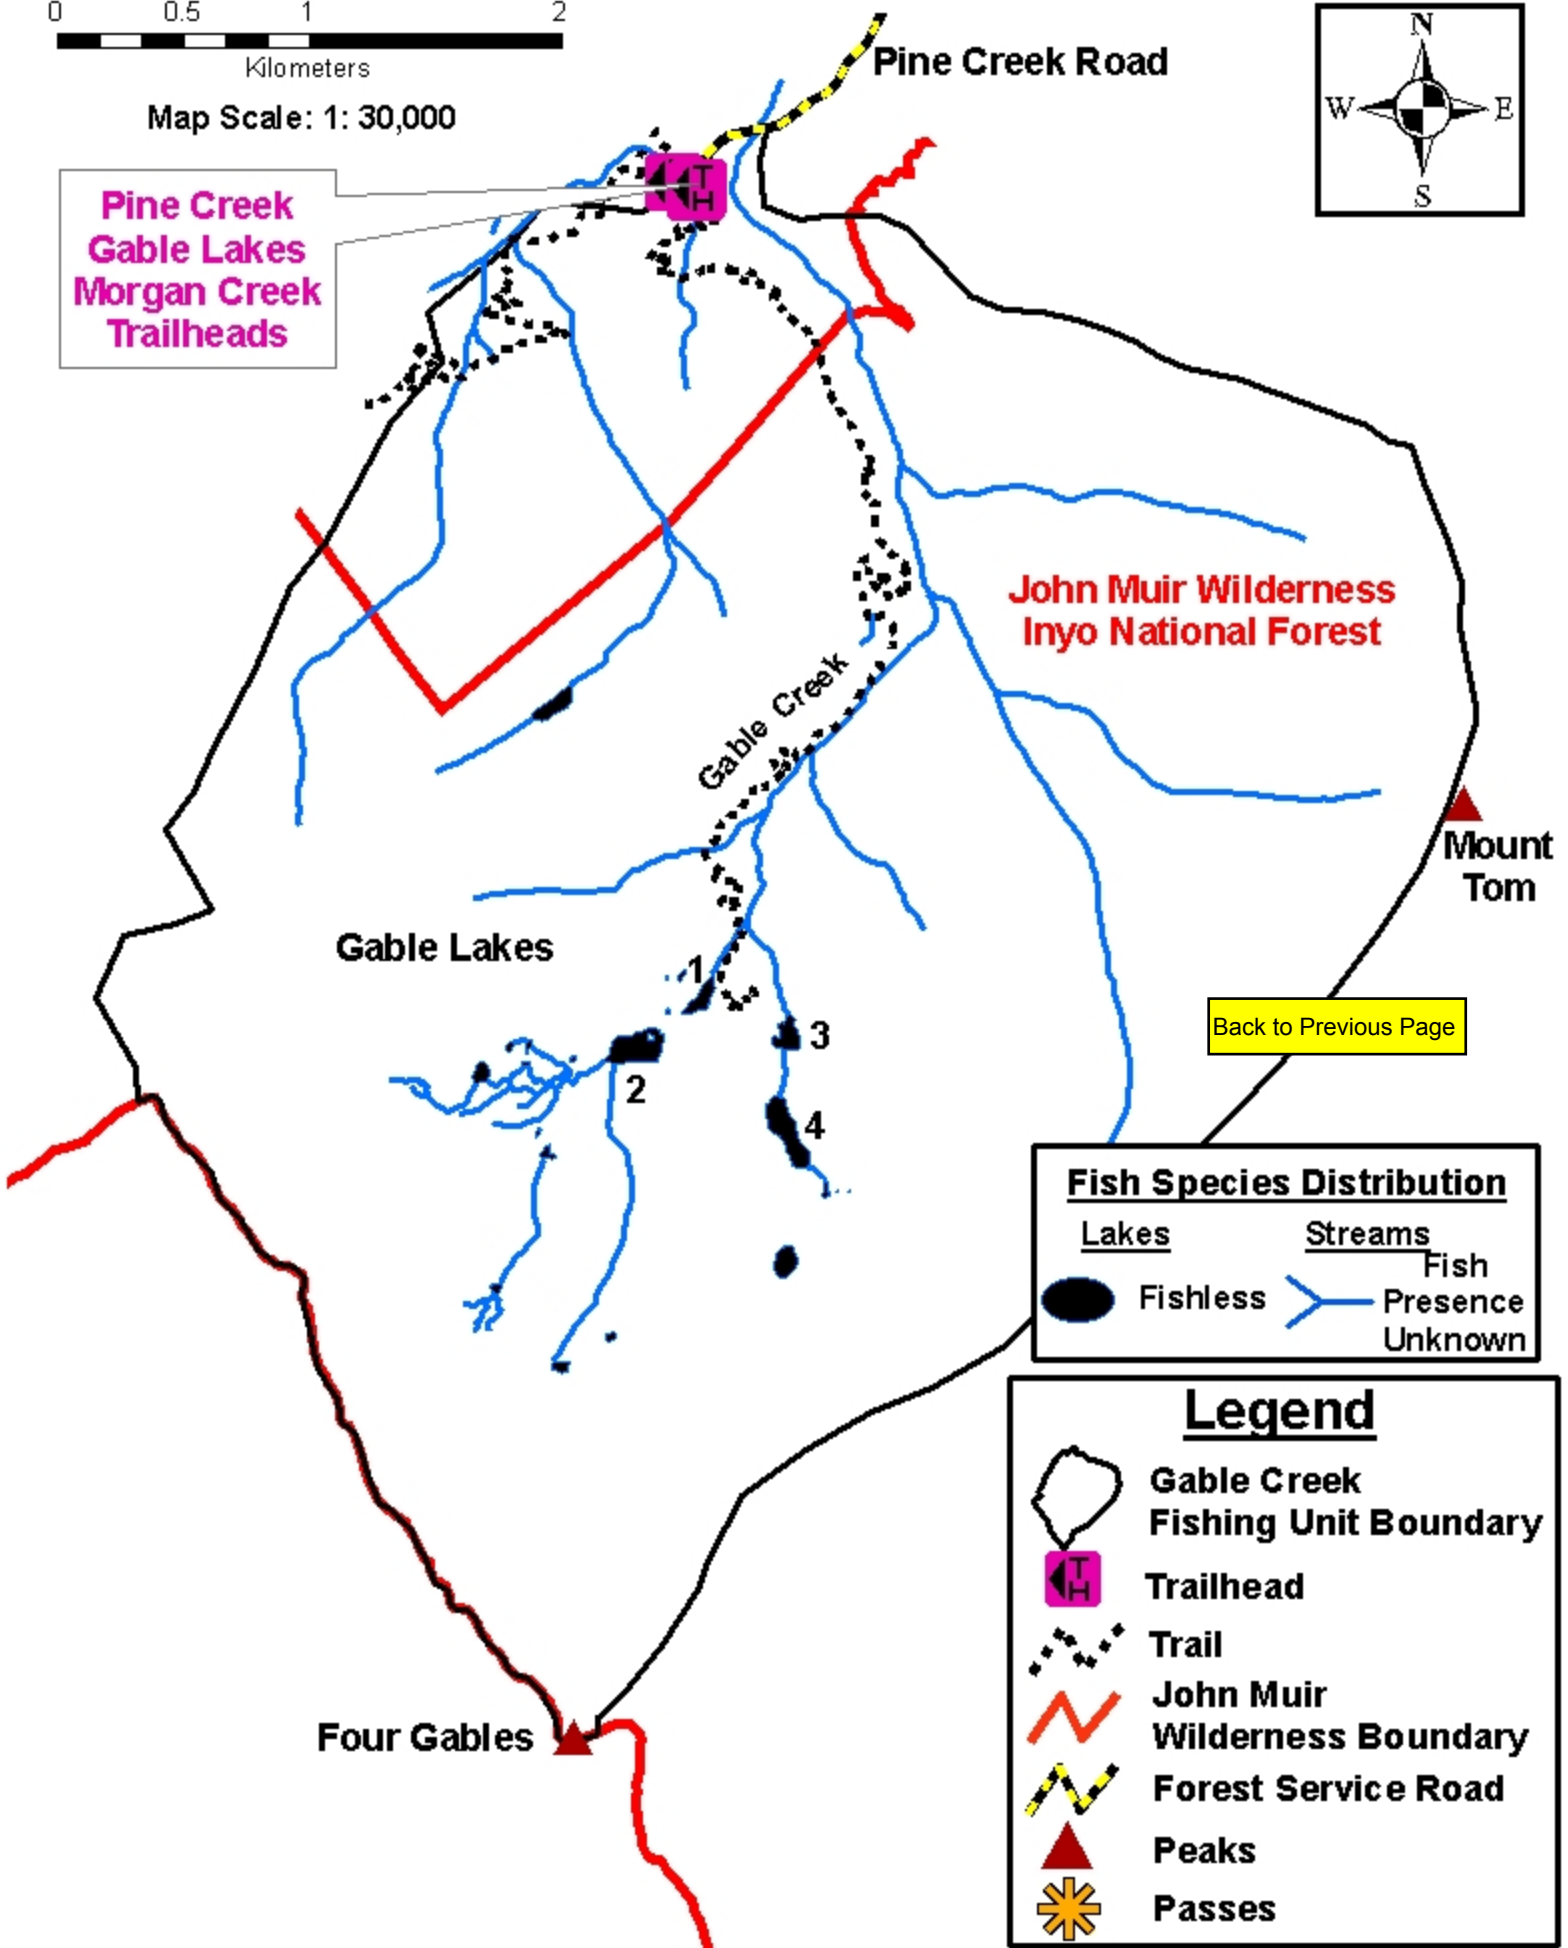 0 0.5 1 2
Kilometers
Map Scale: 1: 30,000
Pine Creek Road
N
W E
S
Pine Creek
Gable Lakes
Morgan Creek
Trailheads
T
H
John Muir Wilderness
Inyo National Forest
Gable Creek
Mount
Tom
Gable Lakes
1
2
3
4
Back to Previous Page
Fish Species Distribution
Lakes Streams
Fishless
Fish
Presence
Unknown
Legend
Gable Creek
Fishing Unit Boundary
T
H
Trailhead
Trail
John Muir
Wilderness Boundary
Forest Service Road
Peaks
Passes
Four Gables